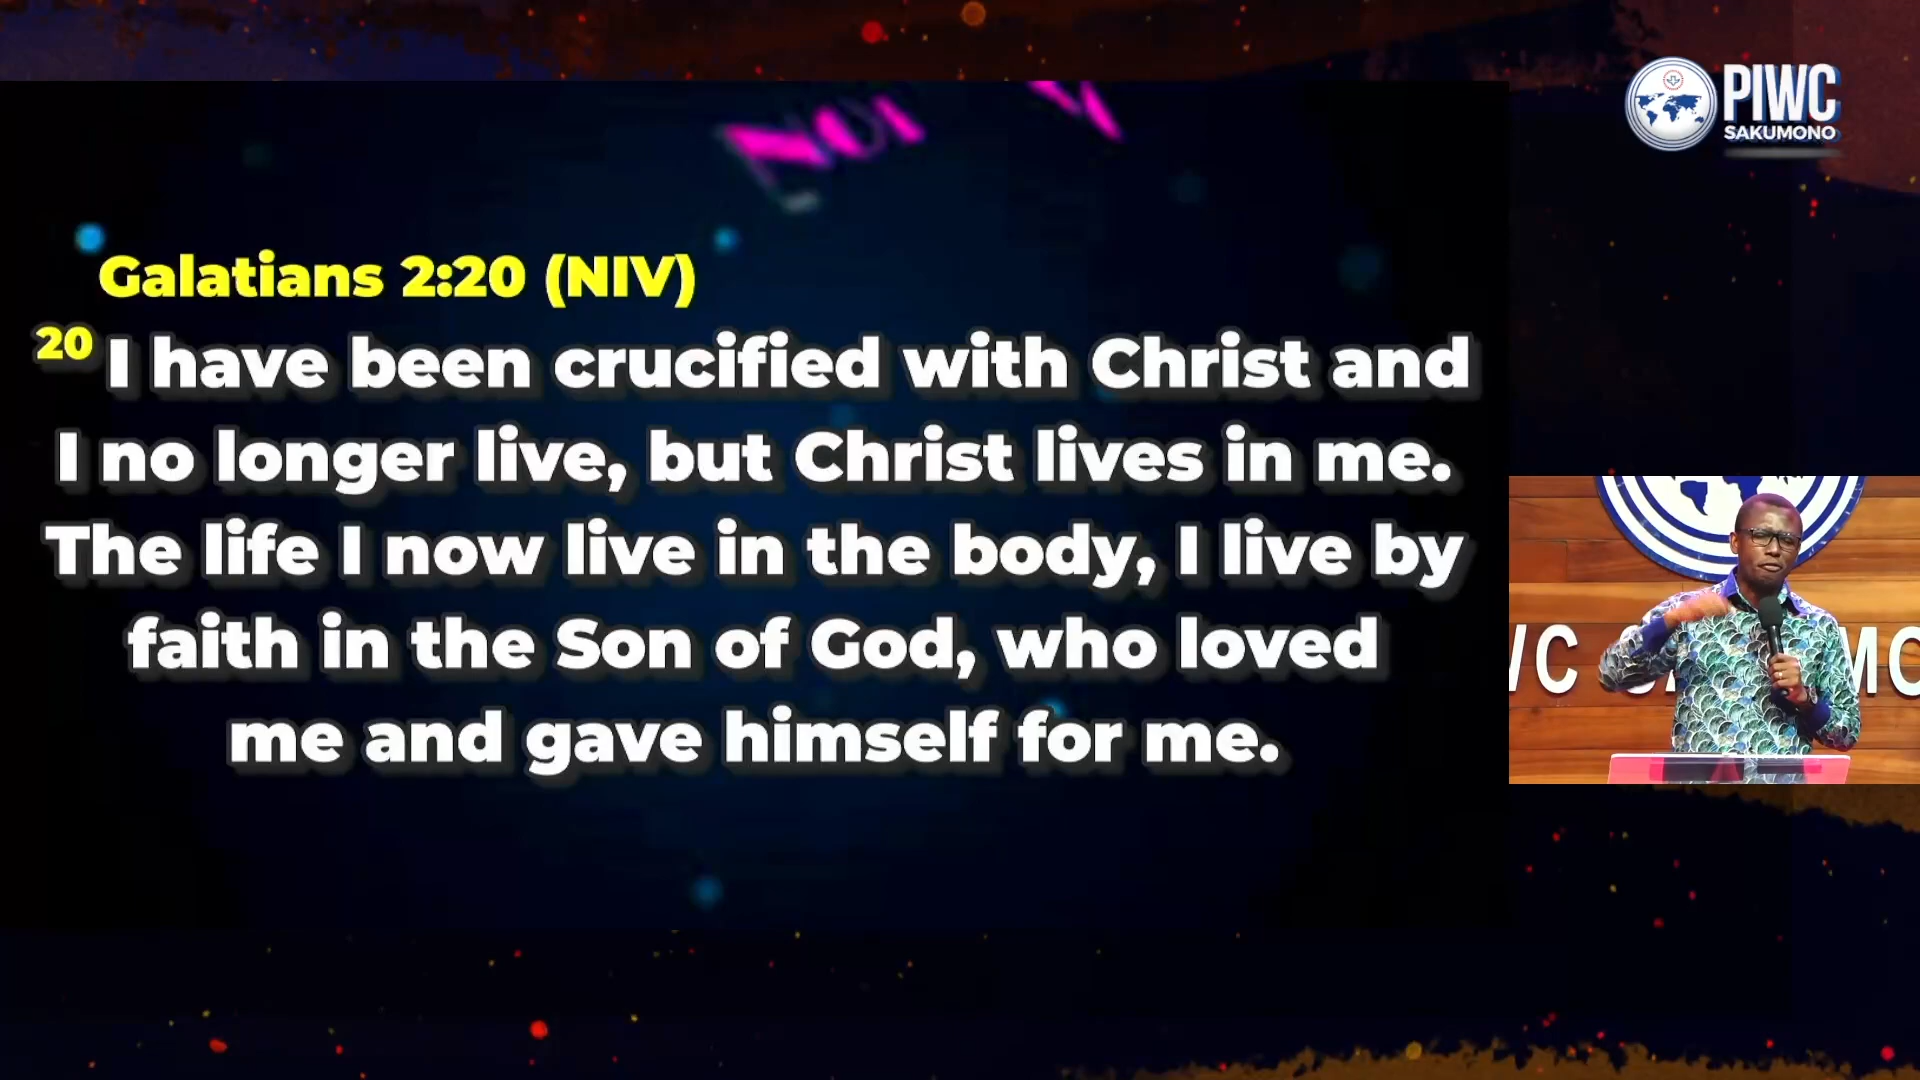 PIWC
SAKUMONO
Galatians 2:20 (NIV)
20 I have been crucified with Christ and
I no longer live, but Christ lives in me.
The life I now live in the body, I live by
faith in the Son of God, who loved
me and gave himself for me.